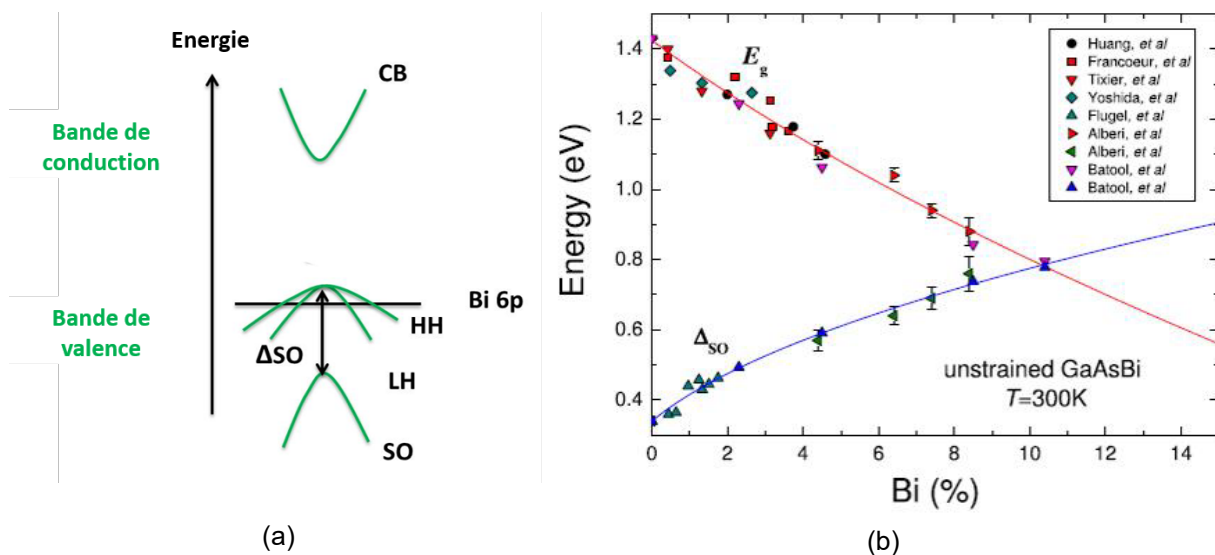 Energie
CB
Bande de
conduction
Bi 6p
Bande de
valence
HH
ΔSO
LH
SO
(a)
Energy (eV)
1.4
1.2
1.0
0.8
0.6
0.4
E_g
Δ_SO
Huang, et al
Francoeur, et al
Tixier, et al
Yoshida, et al
Flugel, et al
Alberi, et al
Alberi, et al
Batool, et al
Batool, et al
unstrained GaAsBi
T=300K
0 2 4 6 8 10 12 14
Bi (%)
(b)